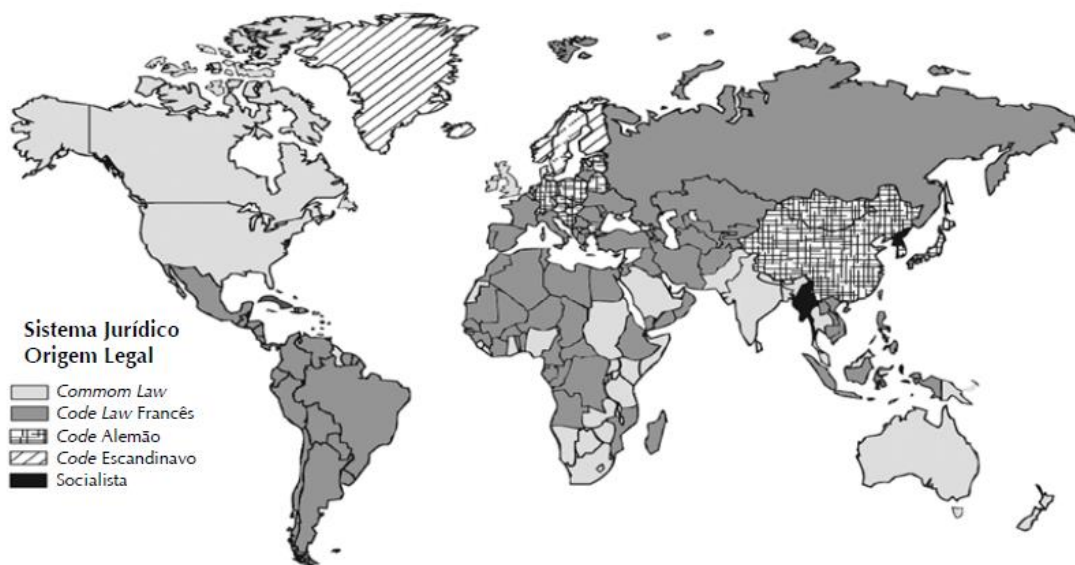 Sistema Jurídico
Origem Legal
Commom Law
Code Law Francês
Code Alemão
Code Escandinavo
Socialista